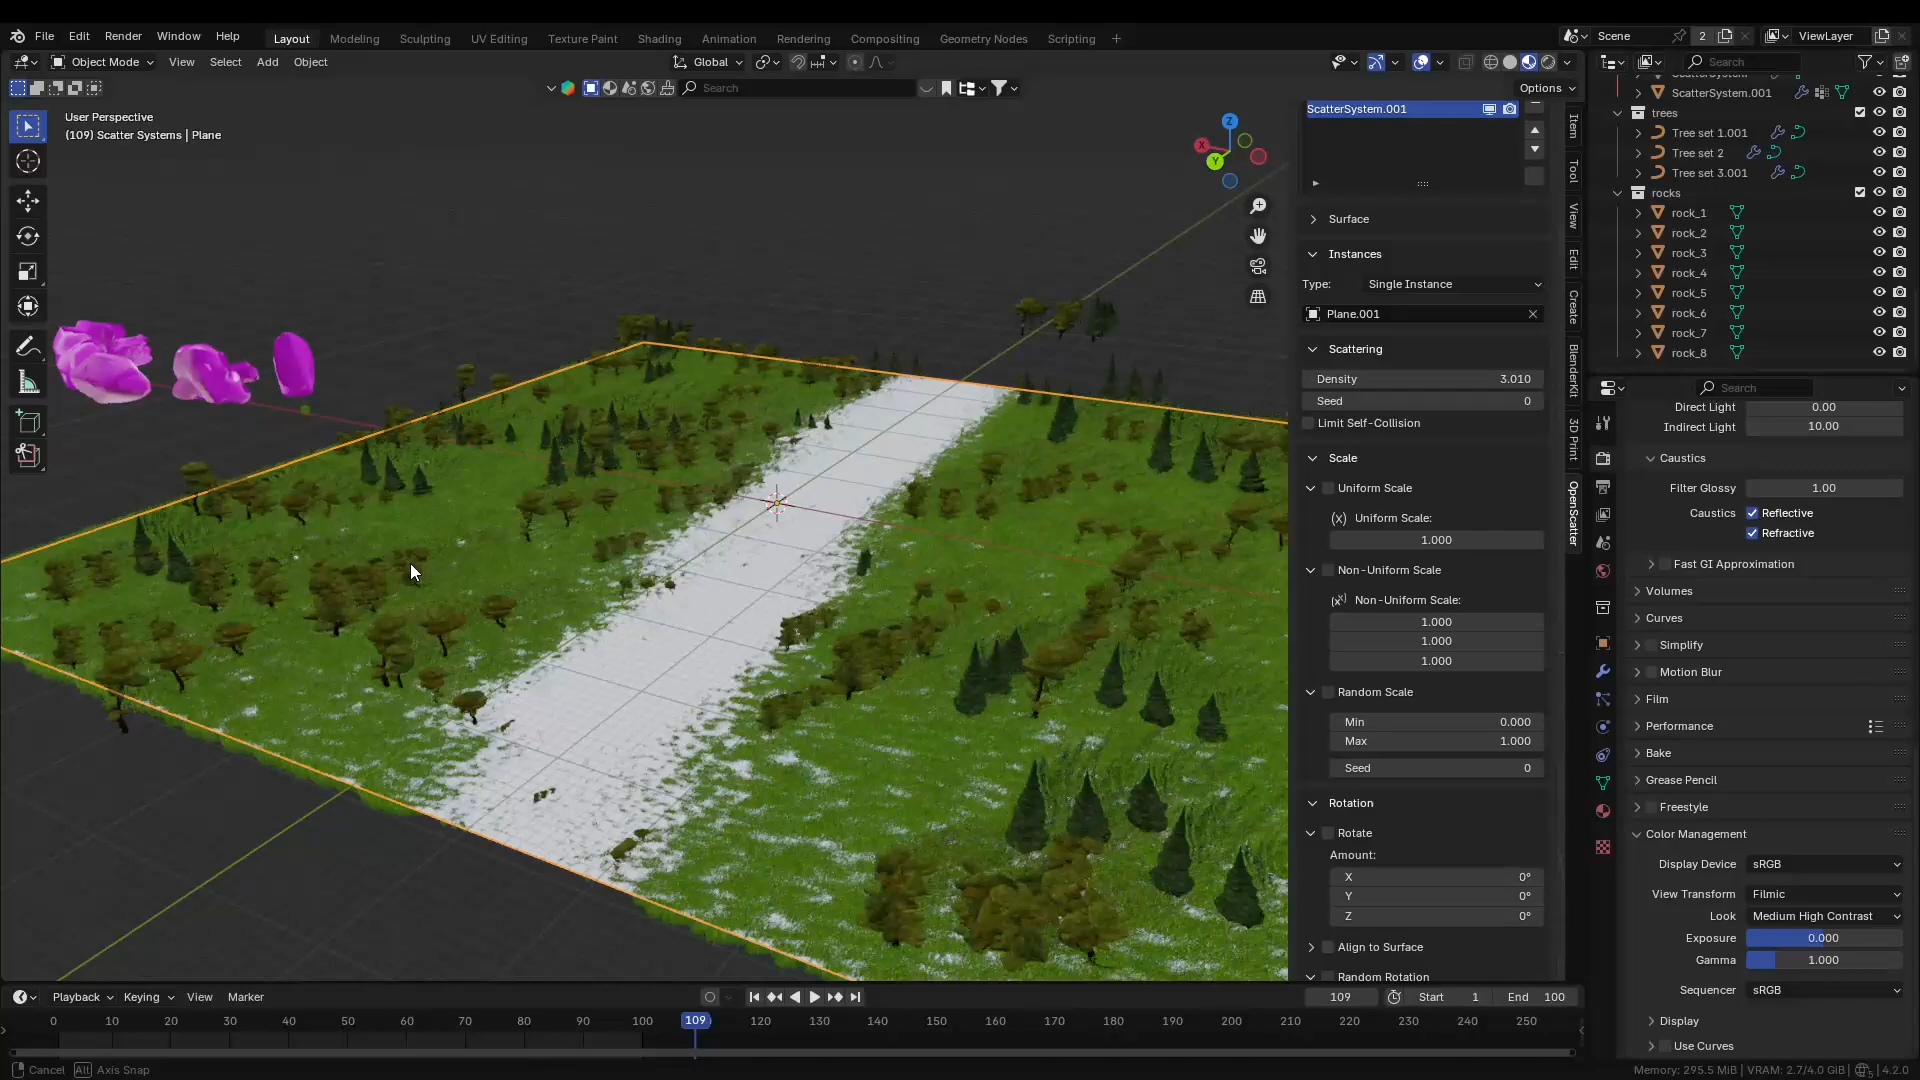 File Edit Render Window Help Layout Modeling Sculpting UV Editing Texture Paint Shading Animation Rendering Compositing Geometry Nodes Scripting + Scene 2 ViewLayer
Object Mode View Select Add Object Global Search
Search Options
User Perspective
(109) Scatter Systems | Plane
Z
X
Y
ScatterSystem.001
Surface
Instances
Type: Single Instance
Plane.001
Scattering
Density 3.010
Seed 0
Limit Self-Collision
Scale
Uniform Scale
(x) Uniform Scale:
1.000
Non-Uniform Scale
(x) Non-Uniform Scale:
1.000
1.000
1.000
Random Scale
Min 0.000
Max 1.000
Seed 0
Rotation
Rotate
Amount:
X 0°
Y 0°
Z 0°
Align to Surface
Random Rotation
Item
Tool
View
Edit
Create
BlenderKit
3D Print
OpenScatter
ScatterSystem.001
trees
Tree set 1.001
Tree set 2
Tree set 3.001
rocks
rock_1
rock_2
rock_3
rock_4
rock_5
rock_6
rock_7
rock_8
Search
Direct Light 0.00
Indirect Light 10.00
Caustics
Filter Glossy 1.00
Caustics Reflective
Refractive
Fast GI Approximation
Volumes
Curves
Simplify
Motion Blur
Film
Performance
Bake
Grease Pencil
Freestyle
Color Management
Display Device sRGB
View Transform Filmic
Look Medium High Contrast
Exposure 0.000
Gamma 1.000
Sequencer sRGB
Display
Use Curves
Playback Keying View Marker 109 Start 1 End 100
0 10 20 30 40 50 60 70 80 90 100 109 120 130 140 150 160 170 180 190 200 210 220 230 240 250
Cancel Alt Axis Snap Memory: 295.5 MiB | VRAM: 2.7/4.0 GiB | 5 | 4.2.0